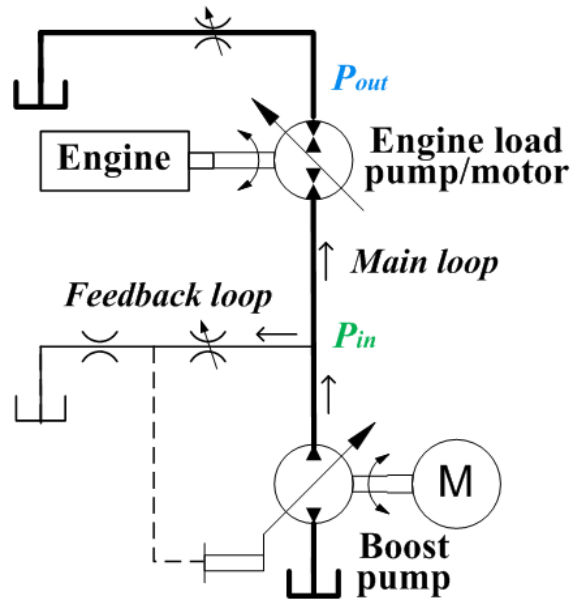 Pout
Engine
Engine load
pump/motor
Main loop
Feedback loop
Pin
M
Boost
pump